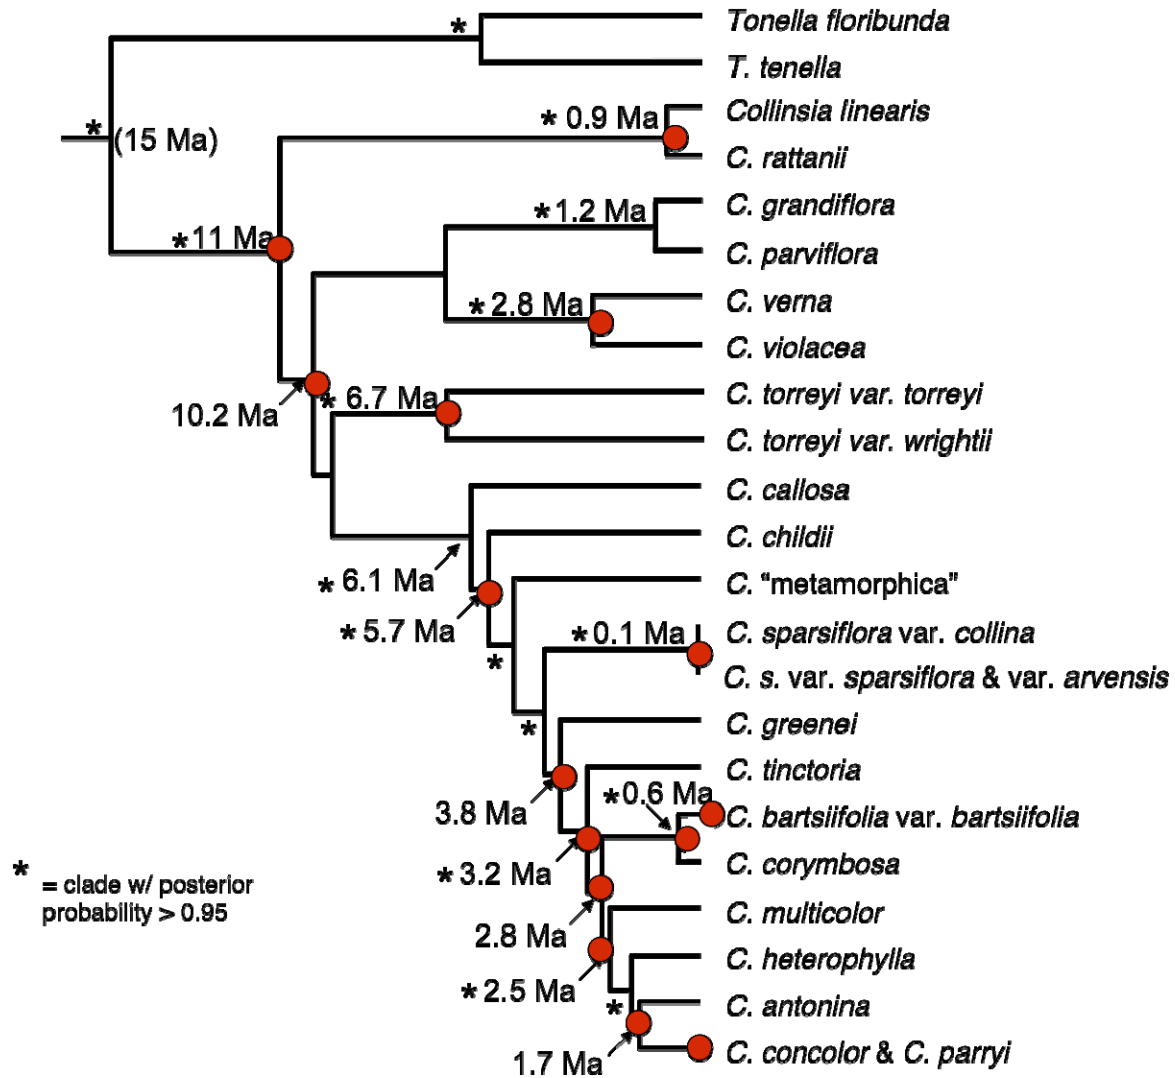 Tonella floribunda
*
T. tenella
Collinsia linearis
* 0.9 Ma
*
(15 Ma)
C. rattanii
C. grandiflora
*1.2 Ma
*11 Ma
C. parviflora
C. verna
* 2.8 Ma
C. violacea
C. torreyi var. torreyi
* 6.7 Ma
10.2 Ma
C. torreyi var. wrightii
C. callosa
C. childii
* 6.1 Ma
C. "metamorphica"
*5.7 Ma
*0.1 Ma
C. sparsiflora var. collina
*
C. s. var. sparsiflora & var. arvensis
*
C. greenei
C. tinctoria
*0.6 Ma
3.8 Ma
C. bartsiifolia var. bartsiifolia
C. corymbosa
*3.2 Ma
* = clade w/ posterior
probability > 0.95
C. multicolor
2.8 Ma
C. heterophylla
*2.5 Ma
*
C. antonina
1.7 Ma
C. concolor & C. parryi